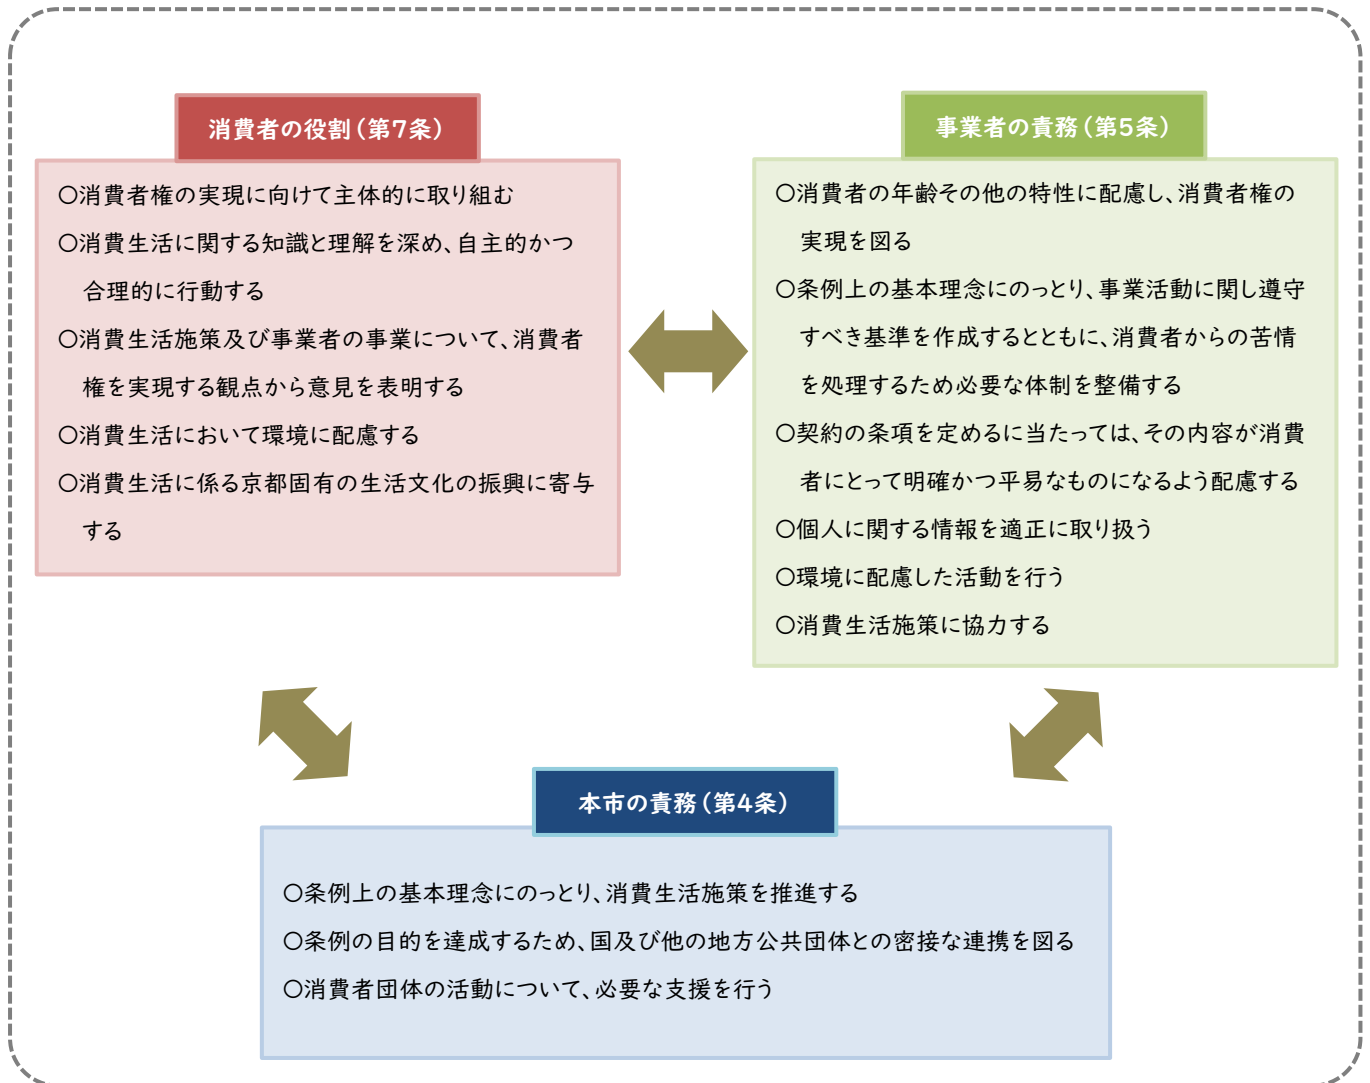 消費者の役割（第7条）
〇消費者権の実現に向けて主体的に取り組む
〇消費生活に関する知識と理解を深め、自主的かつ
合理的に行動する
〇消費生活施策及び事業者の事業について、消費者
権を実現する観点から意見を表明する
〇消費生活において環境に配慮する
〇消費生活に係る京都固有の生活文化の振興に寄与
する
事業者の責務（第5条）
〇消費者の年齢その他の特性に配慮し、消費者権の
実現を図る
〇条例上の基本理念にのっとり、事業活動に関し遵守
すべき基準を作成するとともに、消費者からの苦情
を処理するため必要な体制を整備する
〇契約の条項を定めるに当たっては、その内容が消費
者にとって明確かつ平易なものになるよう配慮する
〇個人に関する情報を適正に取り扱う
〇環境に配慮した活動を行う
〇消費生活施策に協力する
本市の責務（第4条）
〇条例上の基本理念にのっとり、消費生活施策を推進する
〇条例の目的を達成するため、国及び他の地方公共団体との密接な連携を図る
〇消費者団体の活動について、必要な支援を行う